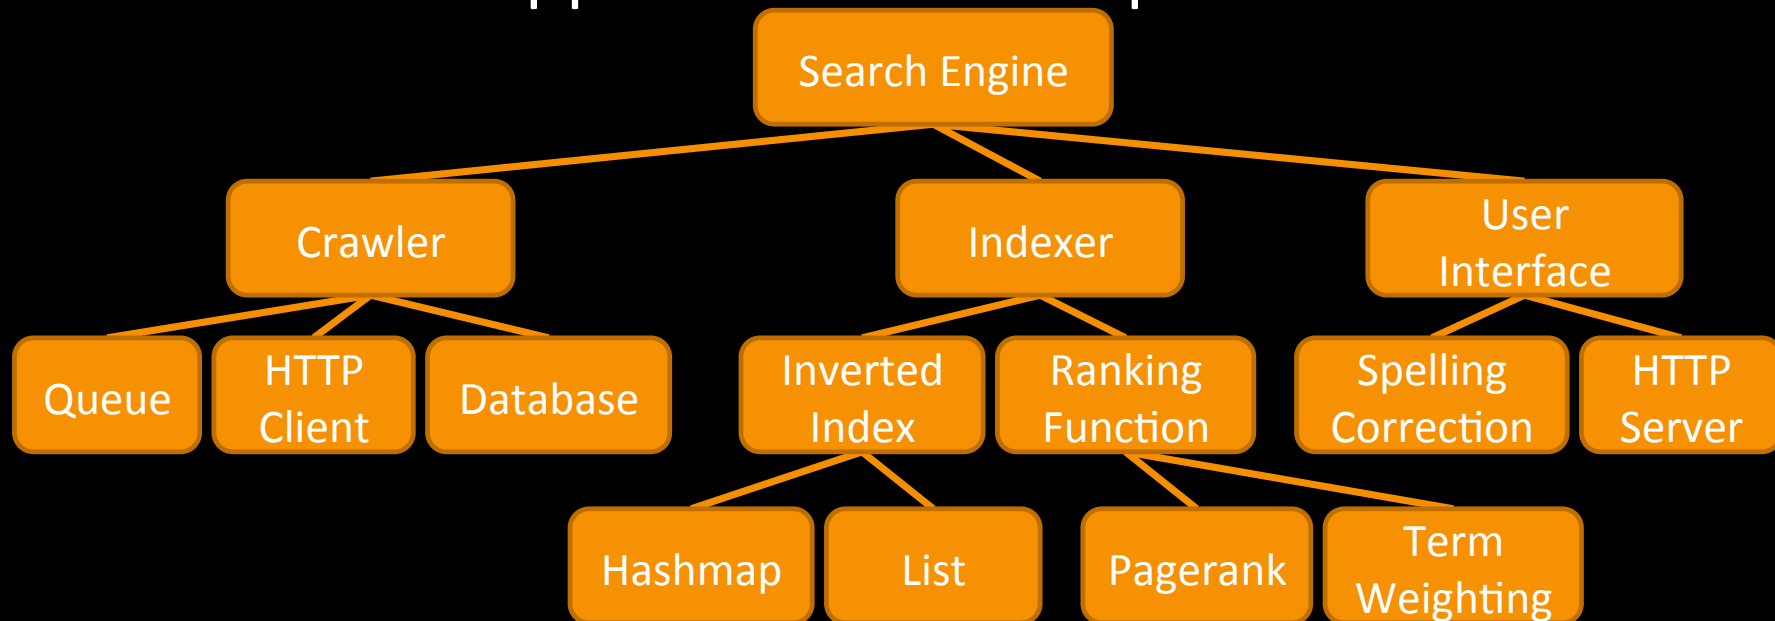 Search Engine
Crawler
Indexer
User
Interface
Queue
HTTP
Client
Database
Inverted
Index
Ranking
Function
Spelling
Correction
HTTP
Server
Hashmap
List
Pagerank
Term
Weighting